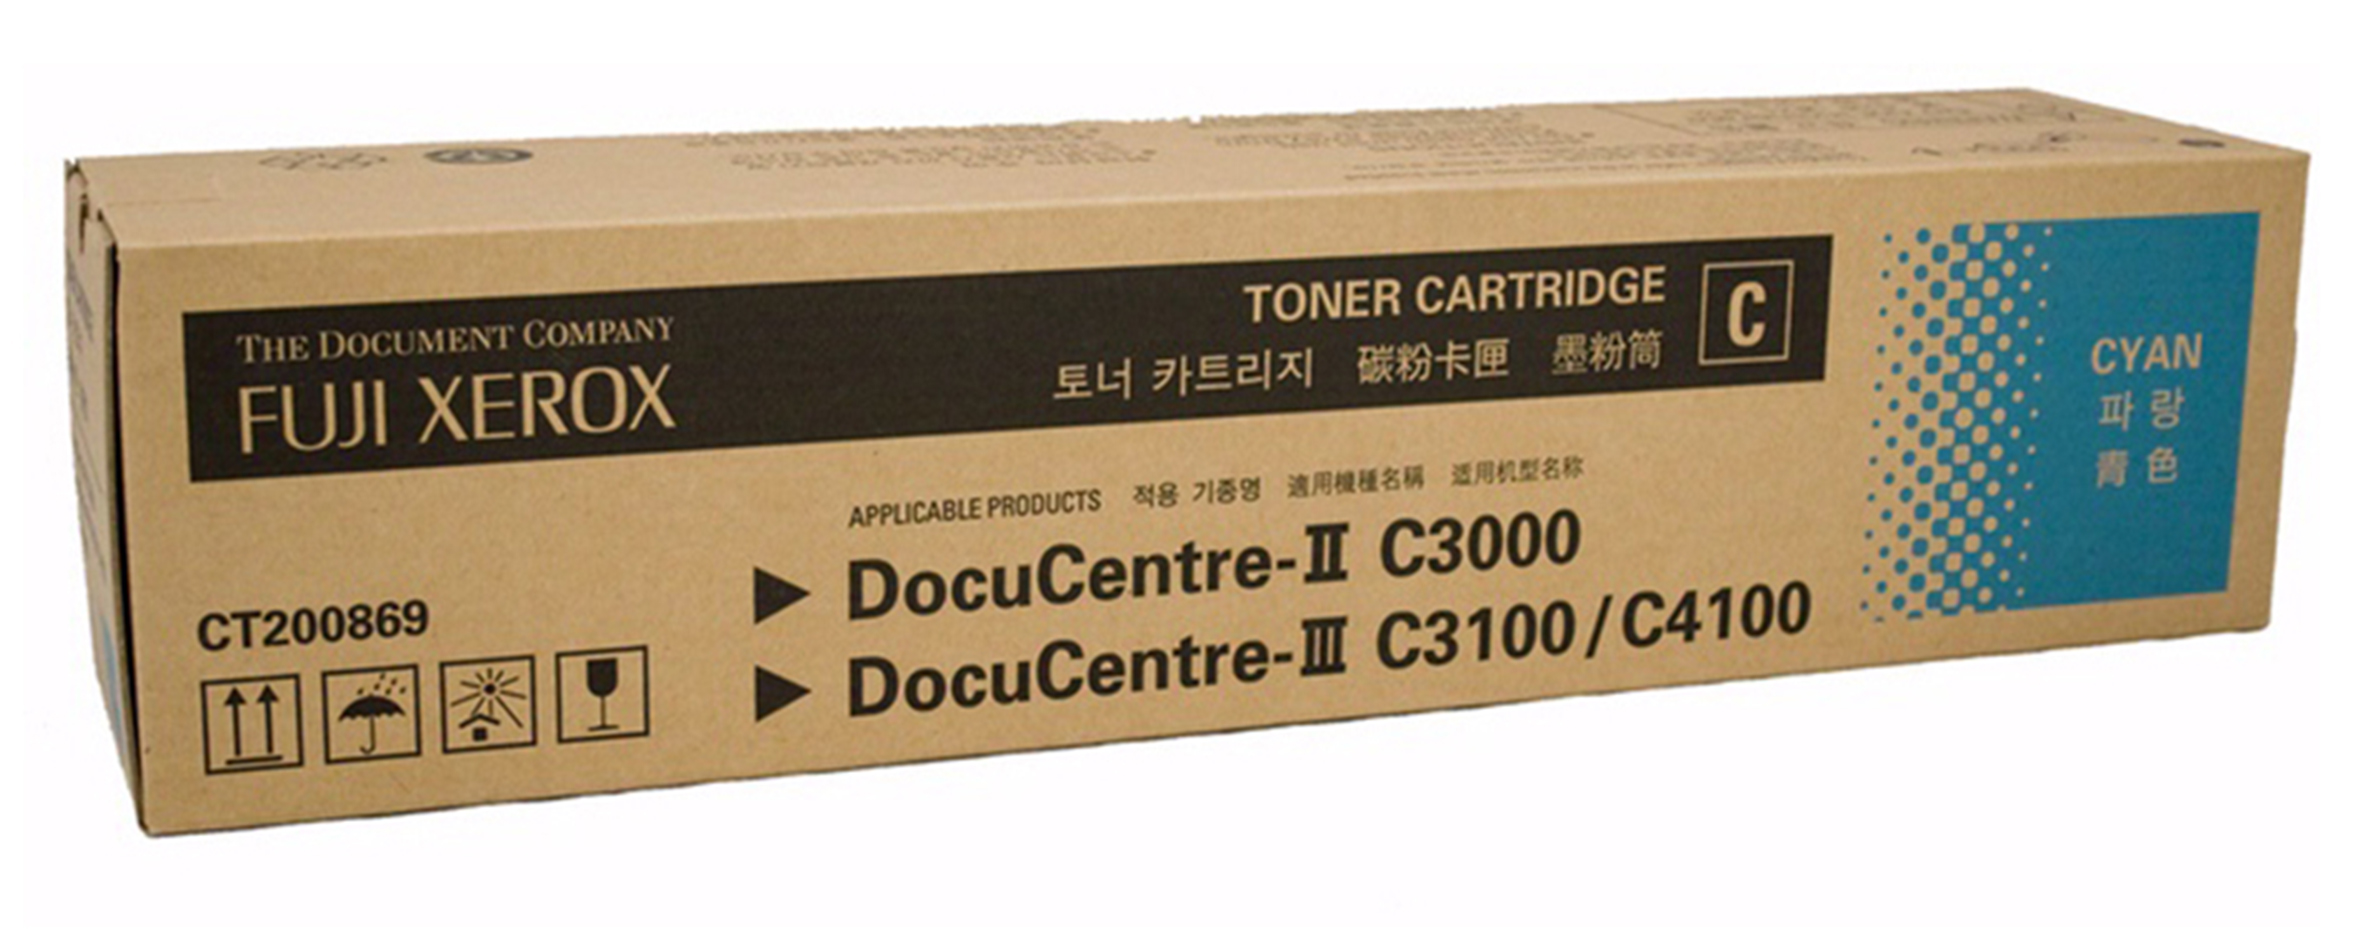 THE DOCUMENT COMPANY
FUJI XEROX
TONER CARTRIDGE
토너 카트리지 碳粉卡匣 墨粉筒
C
CYAN
파랑
青色
APPLICABLE PRODUCTS 적용 기종명 適用機種名稱 适用机型名称
▶ DocuCentre-Ⅱ C3000
▶ DocuCentre-Ⅲ C3100/C4100
CT200869